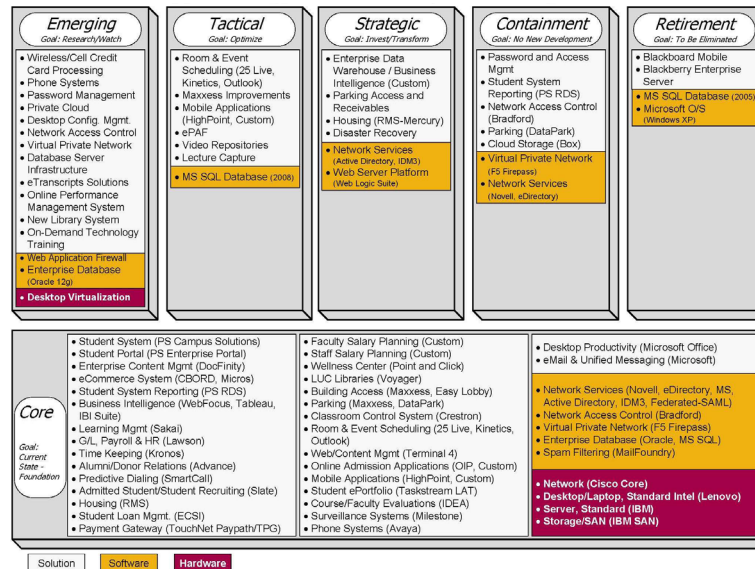 Emerging
Goal: Research/Watch
• Wireless/Cell Credit
Card Processing
• Phone Systems
• Password Management
• Private Cloud
• Desktop Config. Mgmt.
• Network Access Control
• Virtual Private Network
• Database Server
Infrastructure
• eTranscripts Solutions
• Online Performance
Management System
• New Library System
• On-Demand Technology
Training
• Web Application Firewall
• Enterprise Database
(Oracle 12g)
• Desktop Virtualization
Tactical
Goal: Optimize
• Room & Event
Scheduling (25 Live,
Kinetics, Outlook)
• Maxxess Improvements
• Mobile Applications
(HighPoint, Custom)
• ePAF
• Video Repositories
• Lecture Capture
• MS SQL Database (2008)
Strategic
Goal: Invest/Transform
• Enterprise Data
Warehouse / Business
Intelligence (Custom)
• Parking Access and
Receivables
• Housing (RMS-Mercury)
• Disaster Recovery
• Network Services
(Active Directory, IDM3)
• Web Server Platform
(Web Logic Suite)
Containment
Goal: No New Development
• Password and Access
Mgmt
• Student System
Reporting (PS RDS)
• Network Access Control
(Bradford)
• Parking (DataPark)
• Cloud Storage (Box)
• Virtual Private Network
(F5 Firepass)
• Network Services
(Novell, eDirectory)
Retirement
Goal: To Be Eliminated
• Blackboard Mobile
• Blackberry Enterprise
Server
• MS SQL Database (2005)
• Microsoft O/S
(Windows XP)
Core
Goal:
Current
State -
Foundation
• Student System (PS Campus Solutions)
• Student Portal (PS Enterprise Portal)
• Enterprise Content Mgmt (DocFinity)
• eCommerce System (CBORD, Micros)
• Student System Reporting (PS RDS)
• Business Intelligence (WebFocus, Tableau,
IBI Suite)
• Learning Mgmt (Sakai)
• G/L, Payroll & HR (Lawson)
• Time Keeping (Kronos)
• Alumni/Donor Relations (Advance)
• Predictive Dialing (SmartCall)
• Admitted Student/Student Recruiting (Slate)
• Housing (RMS)
• Student Loan Mgmt. (ECSI)
• Payment Gateway (TouchNet Paypath/TPG)
• Faculty Salary Planning (Custom)
• Staff Salary Planning (Custom)
• Wellness Center (Point and Click)
• LUC Libraries (Voyager)
• Building Access (Maxxess, Easy Lobby)
• Parking (Maxxess, DataPark)
• Classroom Control System (Crestron)
• Room & Event Scheduling (25 Live, Kinetics,
Outlook)
• Web/Content Mgmt (Terminal 4)
• Online Admission Applications (OIP, Custom)
• Mobile Applications (HighPoint, Custom)
• Student ePortfolio (Taskstream LAT)
• Course/Faculty Evaluations (IDEA)
• Surveillance Systems (Milestone)
• Phone Systems (Avaya)
• Desktop Productivity (Microsoft Office)
• eMail & Unified Messaging (Microsoft)
• Network Services (Novell, eDirectory, MS,
Active Directory, IDM3, Federated-SAML)
• Network Access Control (Bradford)
• Virtual Private Network (F5 Firepass)
• Enterprise Database (Oracle, MS SQL)
• Spam Filtering (MailFoundry)
• Network (Cisco Core)
• Desktop/Laptop, Standard Intel (Lenovo)
• Server, Standard (IBM)
• Storage/SAN (IBM SAN)
Solution
Software
Hardware